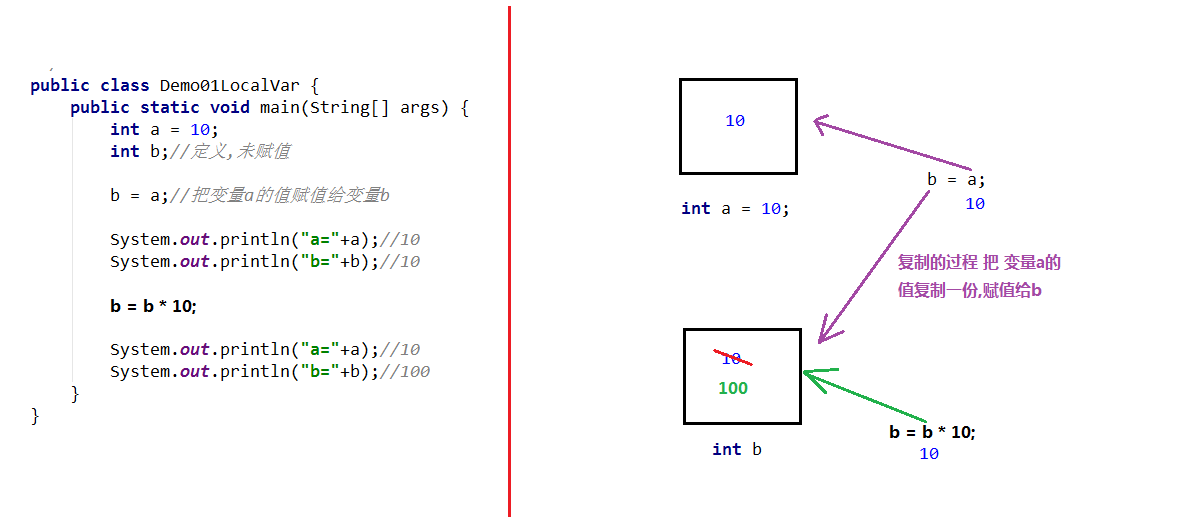 public class Demo01LocalVar {
public static void main(String[] args) {
int a = 10;
int b;//定义,未赋值
b = a;//把变量a的值赋值给变量b
System.out.println("a="+a);//10
System.out.println("b="+b);//10
b = b * 10;
System.out.println("a="+a);//10
System.out.println("b="+b);//100
}
}
10
int a = 10;
b = a;
10
复制的过程 把 变量a的
值复制一份,赋值给b
10
100
int b
b = b * 10;
10